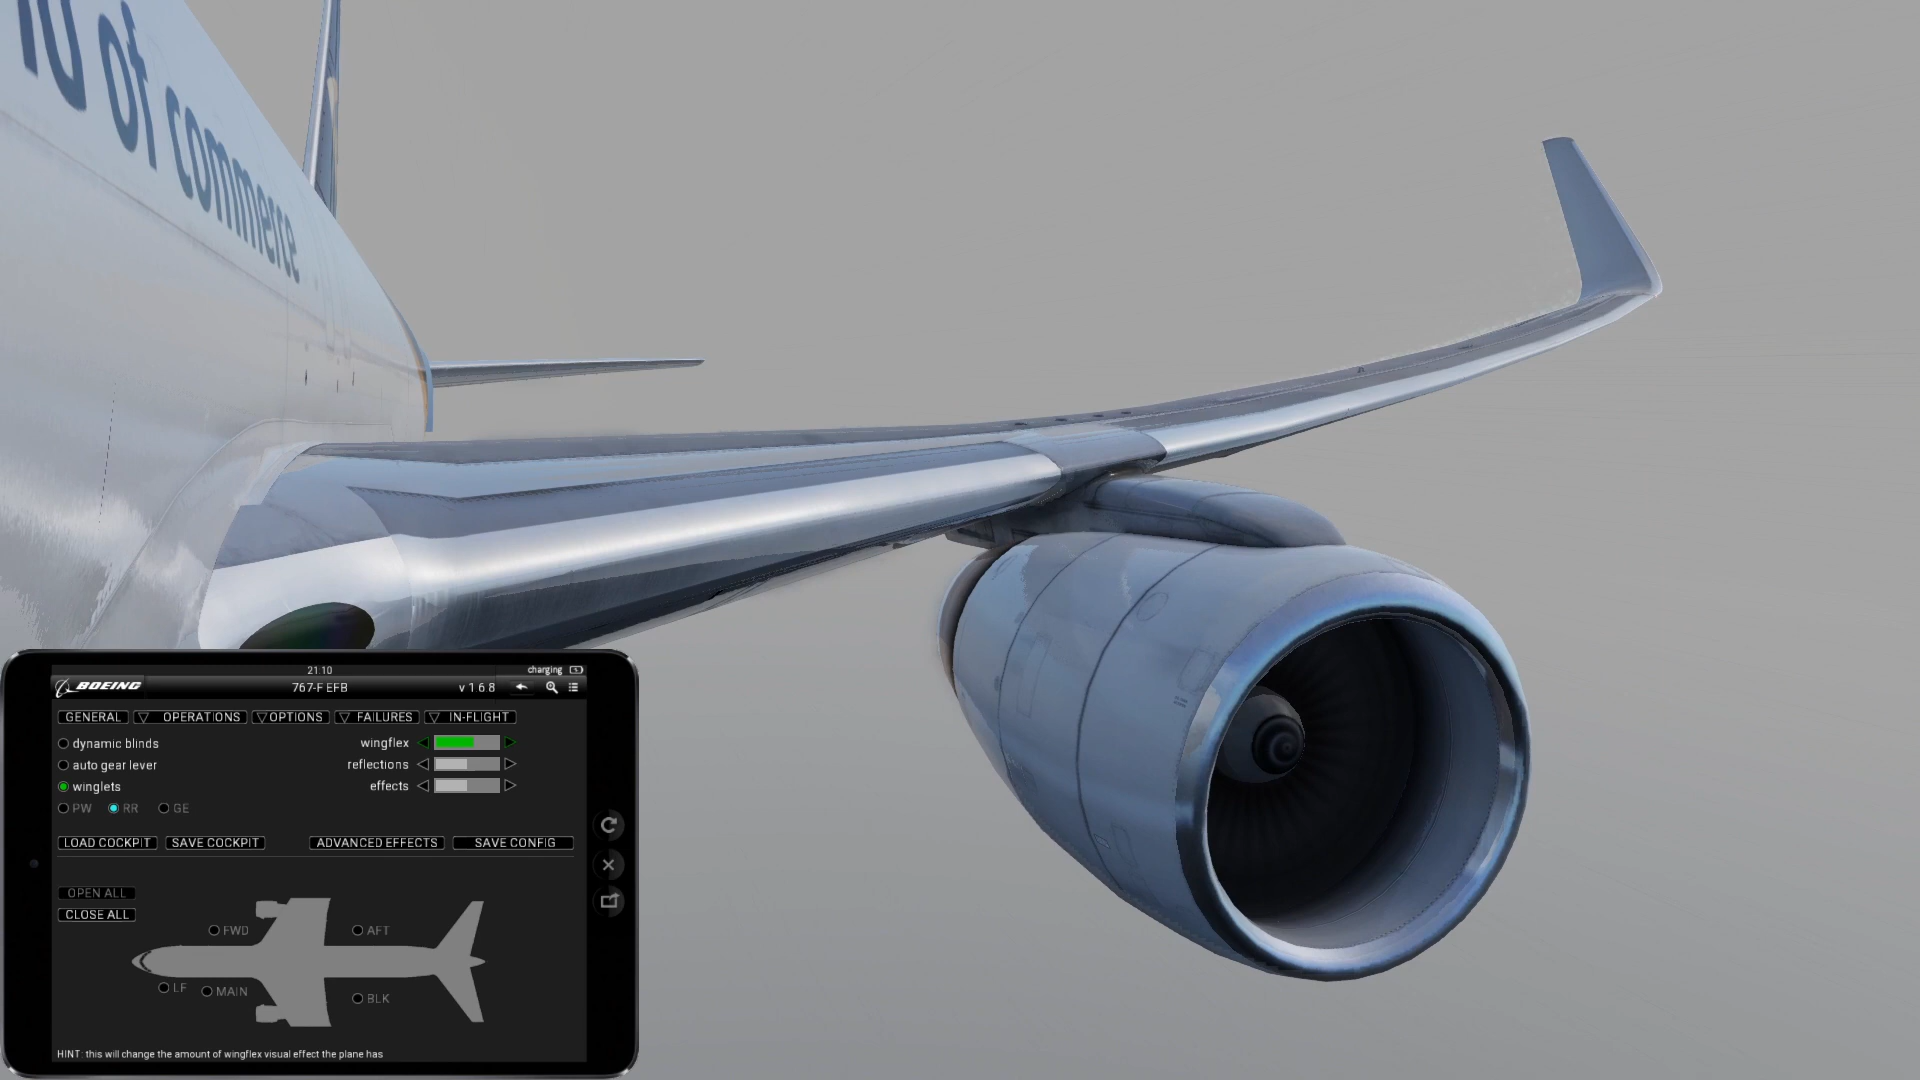 of commerce
21:10
charging
BOEING
767-F EFB
v 1 6 8
GENERAL OPERATIONS OPTIONS FAILURES IN-FLIGHT
dynamic blinds
wingflex
auto gear lever
reflections
winglets
effects
PW RR GE
LOAD COCKPIT SAVE COCKPIT ADVANCED EFFECTS SAVE CONFIG
OPEN ALL
CLOSE ALL
FWD
AFT
LF
MAIN
BLK
HINT: this will change the amount of wingflex visual effect the plane has